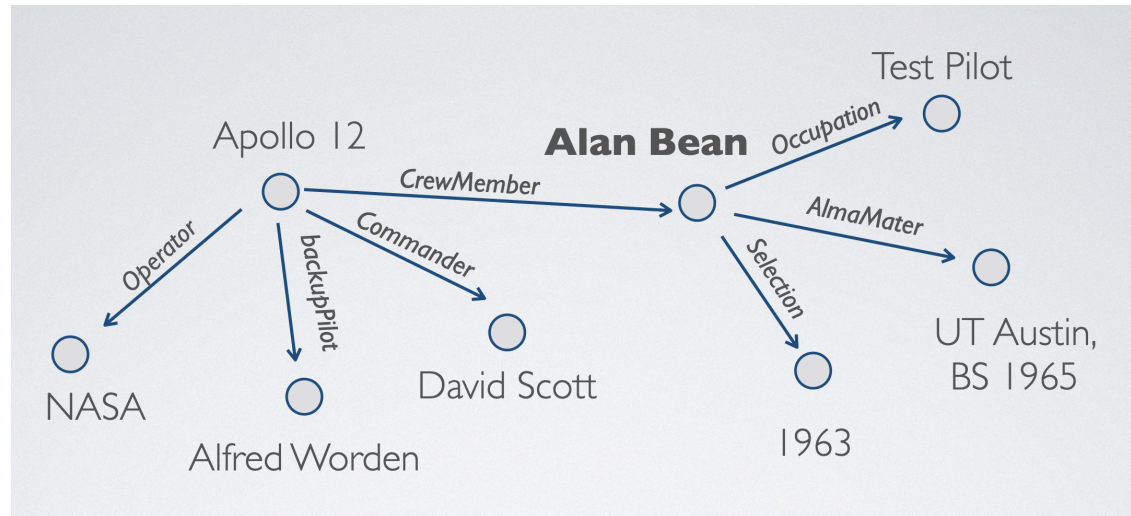 Test Pilot
Apollo 12
Alan Bean
Occupation
CrewMember
AlmaMater
Commander
Operator
backupPilot
Selection
UT Austin,
BS 1965
David Scott
NASA
1963
Alfred Worden